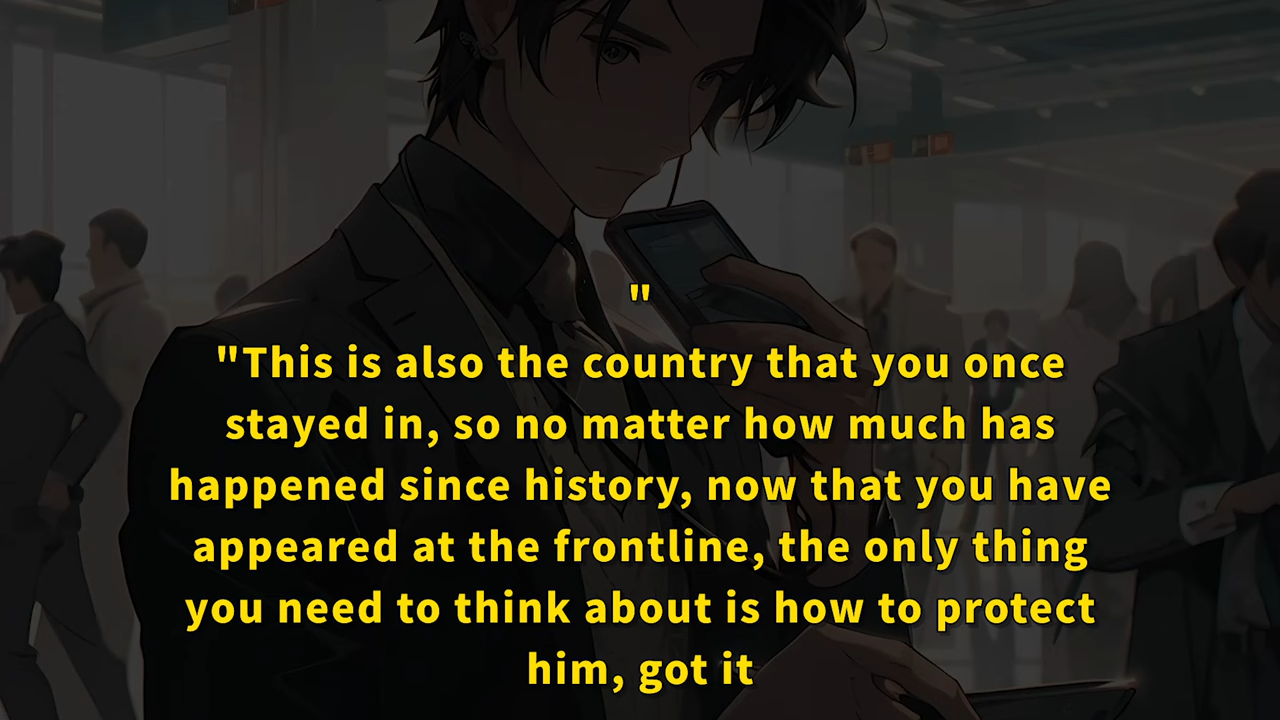 "
"This is also the country that you once
stayed in, so no matter how much has
happened since history, now that you have
appeared at the frontline, the only thing
you need to think about is how to protect
him, got it